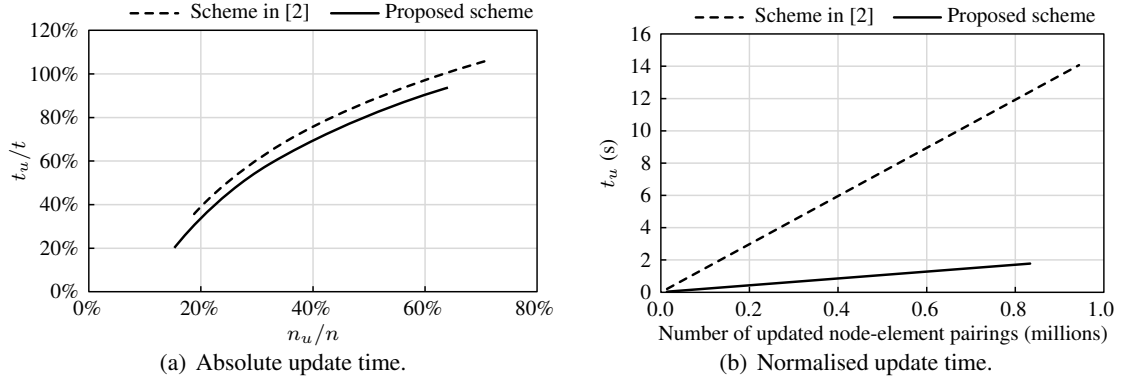 Scheme in [2] Proposed scheme
120%
100%
80%
60%
40%
20%
0%
t_u/t
0% 20% 40% 60% 80%
n_u/n
(a) Absolute update time.
Scheme in [2] Proposed scheme
16
14
12
10
8
6
4
2
0
t_u (s)
0.0 0.2 0.4 0.6 0.8 1.0
Number of updated node-element pairings (millions)
(b) Normalised update time.